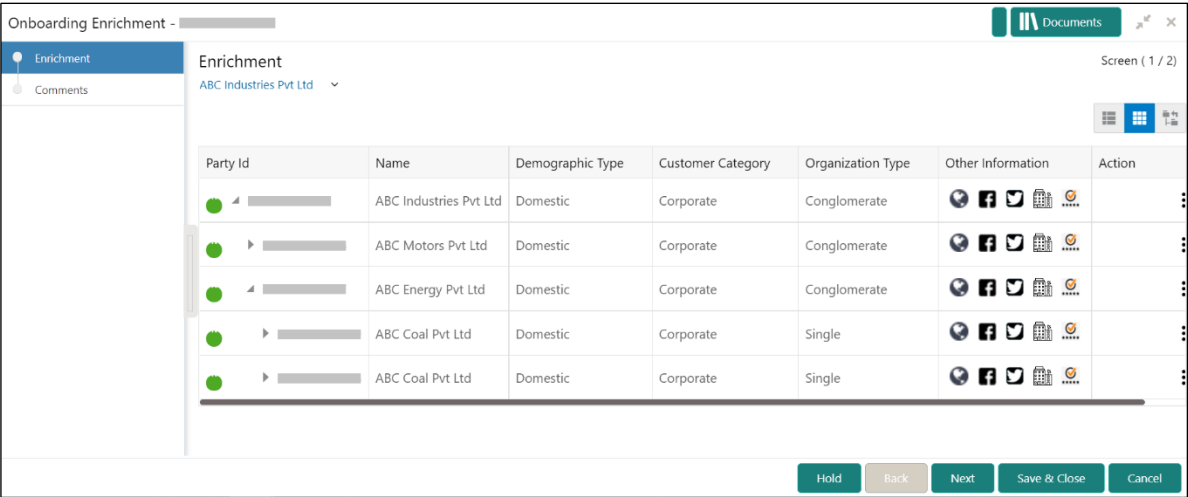 Onboarding Enrichment -
Documents
Enrichment
Comments
Enrichment
Screen ( 1 / 2)
ABC Industries Pvt Ltd
Party Id Name Demographic Type Customer Category Organization Type Other Information Action
ABC Industries Pvt Ltd Domestic Corporate Conglomerate
ABC Motors Pvt Ltd Domestic Corporate Conglomerate
ABC Energy Pvt Ltd Domestic Corporate Conglomerate
ABC Coal Pvt Ltd Domestic Corporate Single
ABC Coal Pvt Ltd Domestic Corporate Single
Hold Back Next Save & Close Cancel